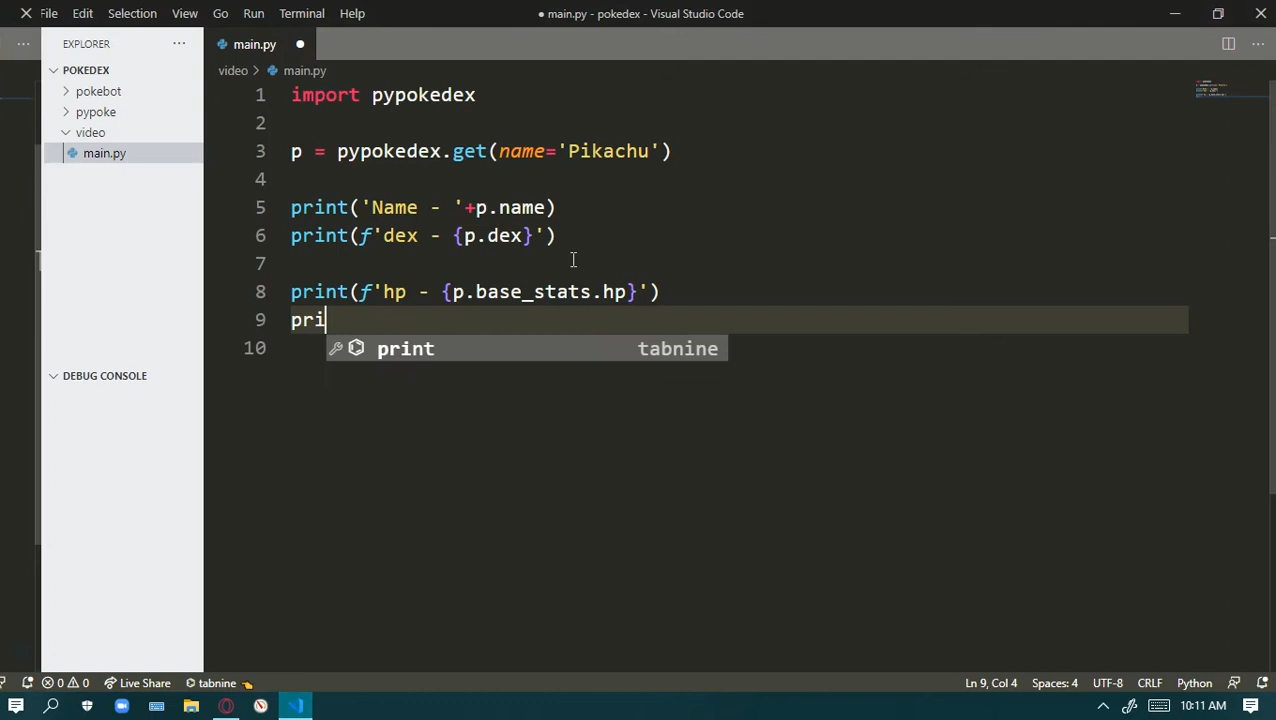 File Edit Selection View Go Run Terminal Help ● main.py - pokedex - Visual Studio Code
EXPLORER
POKEDEX
pokebot
pypoke
video
main.py
DEBUG CONSOLE
main.py
video > main.py
1 import pypokedex
2
3 p = pypokedex.get(name='Pikachu')
4
5 print('Name - '+p.name)
6 print(f'dex - {p.dex}')
7
8 print(f'hp - {p.base_stats.hp}')
9 pri
print tabnine
10
0 0 Live Share tabnine Ln 9, Col 4 Spaces: 4 UTF-8 CRLF Python
10:11 AM